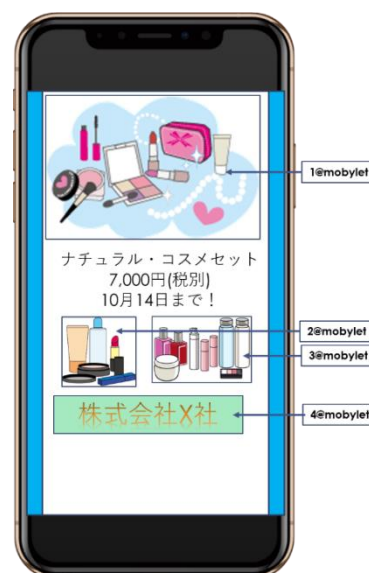 1@mobylet
ナチュラル・コスメセット
7,000円(税別)
10月14日まで！
2@mobylet
3@mobylet
株式会社X社
4@mobylet